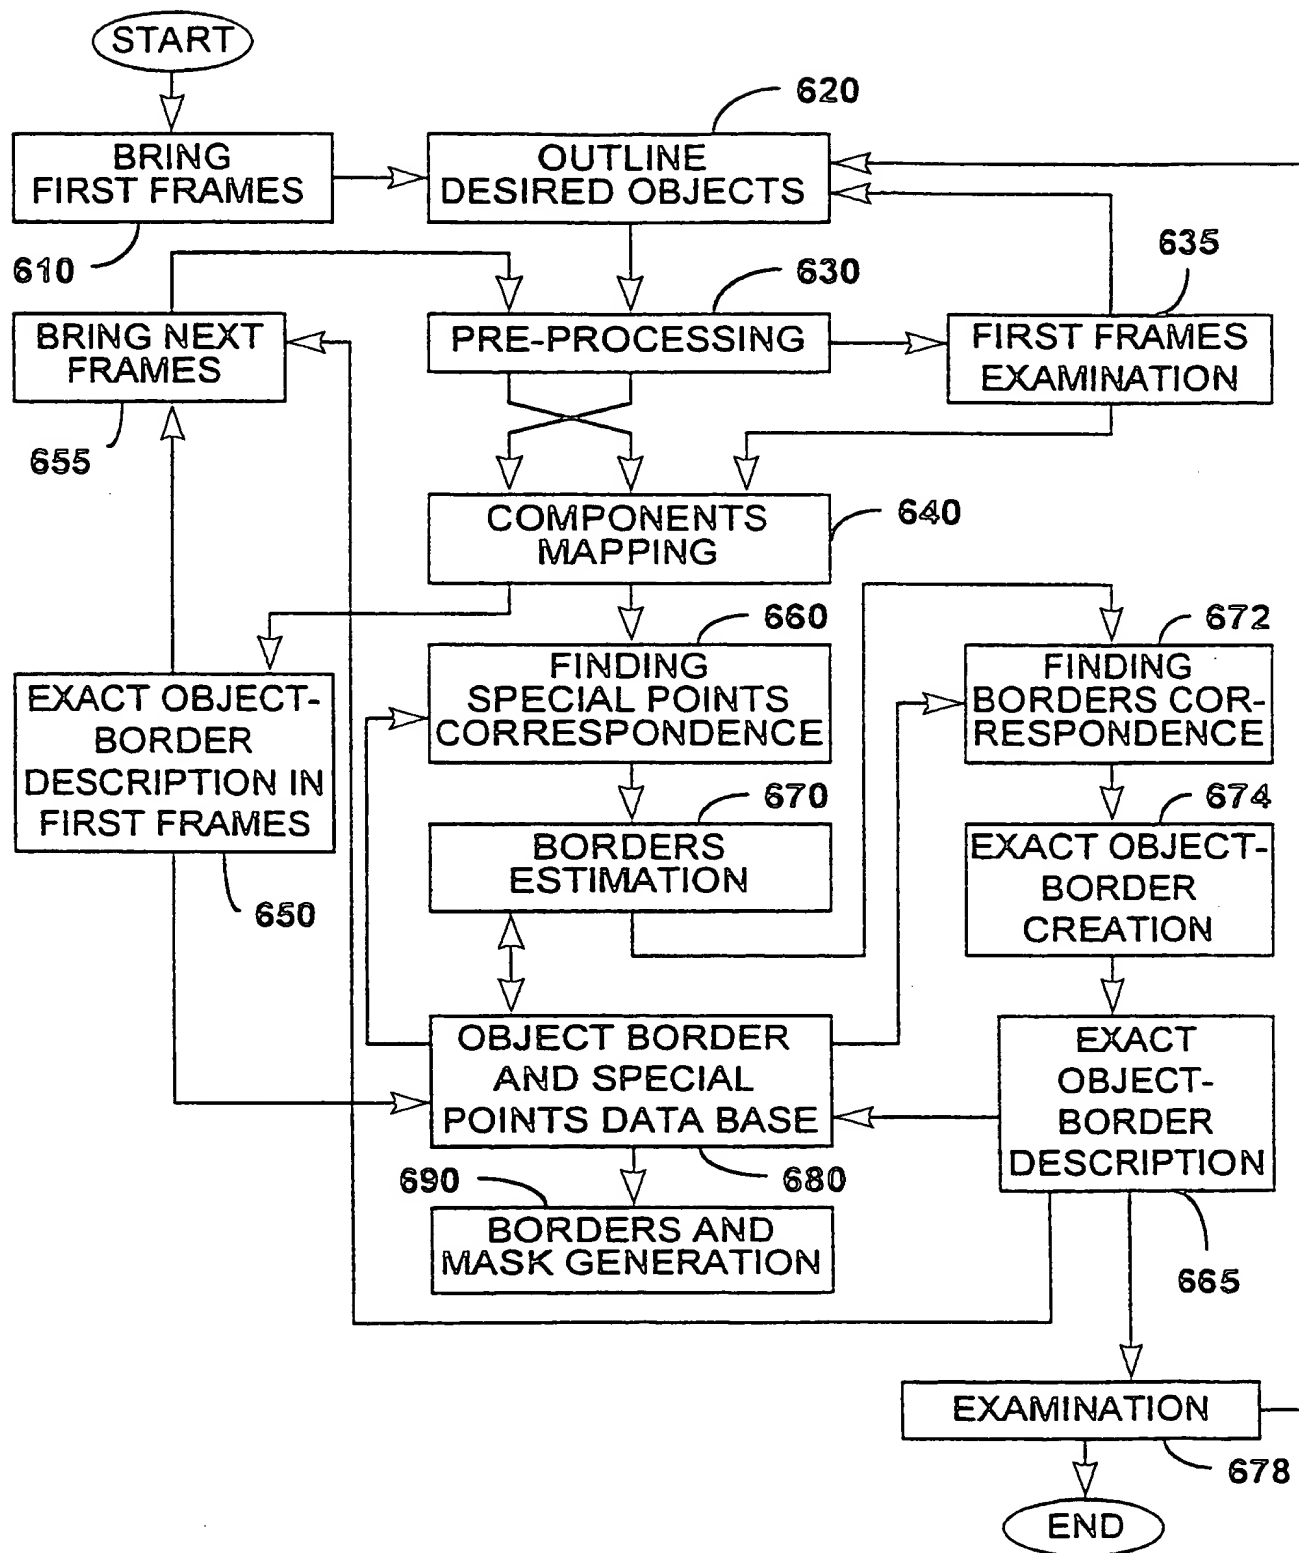 START
620
BRING
FIRST FRAMES
OUTLINE
DESIRED OBJECTS
610
630
635
BRING NEXT
FRAMES
PRE-PROCESSING
FIRST FRAMES
EXAMINATION
655
COMPONENTS
MAPPING
640
660
672
EXACT OBJECT-
BORDER
DESCRIPTION IN
FIRST FRAMES
FINDING
SPECIAL POINTS
CORRESPONDENCE
FINDING
BORDERS COR-
RESPONDENCE
670
674
BORDERS
ESTIMATION
EXACT OBJECT-
BORDER
CREATION
650
OBJECT BORDER
AND SPECIAL
POINTS DATA BASE
EXACT
OBJECT-
BORDER
DESCRIPTION
690
680
BORDERS AND
MASK GENERATION
665
EXAMINATION
678
END